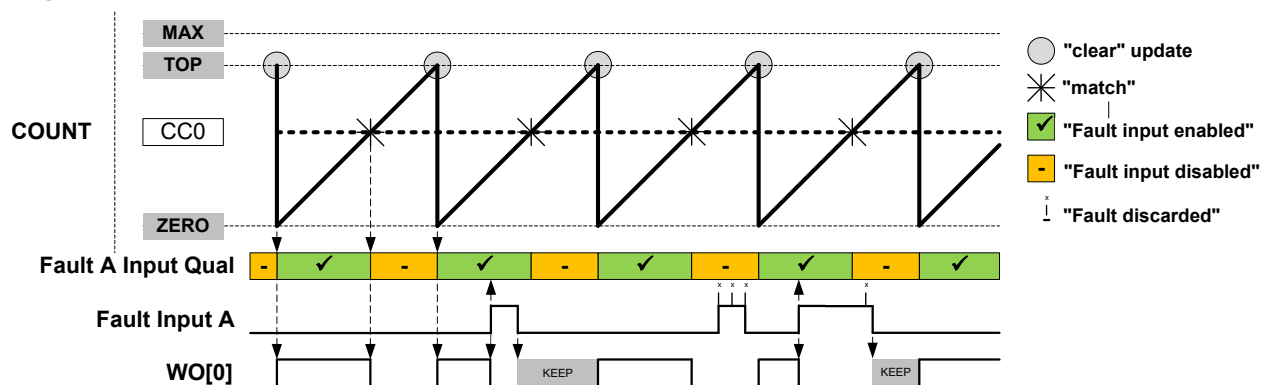 MAX
TOP
"clear" update
"match"
COUNT
CC0
"Fault input enabled"
- "Fault input disabled"
x
"Fault discarded"
ZERO
Fault A Input Qual
- ✓ - ✓ - ✓ - ✓ - ✓
x x x x
Fault Input A
WO[0]
KEEP KEEP